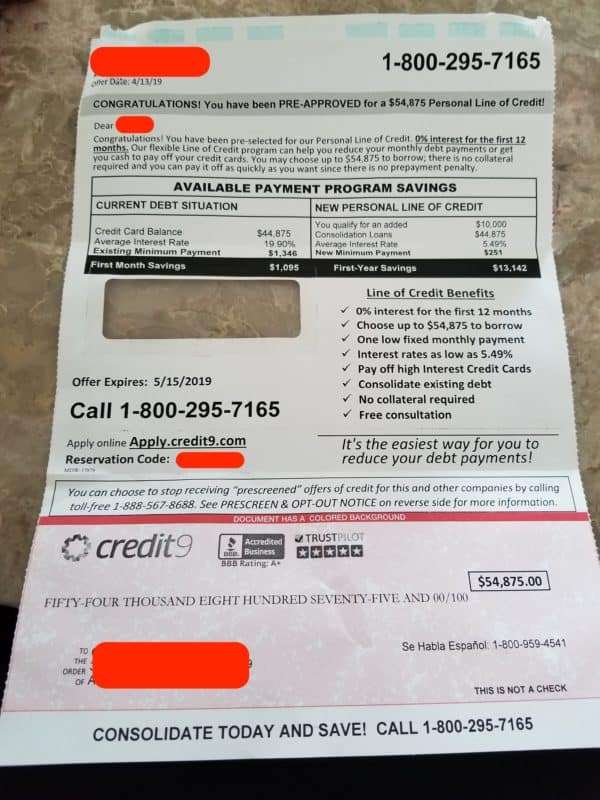 1-800-295-7165
Offer Date: 4/13/19
CONGRATULATIONS! You have been PRE-APPROVED for a $54,875 Personal Line of Credit!
Dear
Congratulations! You have been pre-selected for our Personal Line of Credit. 0% interest for the first 12
months. Our flexible Line of Credit program can help you reduce your monthly debt payments or get
you cash to pay off your credit cards. You may choose up to $54,875 to borrow; there is no collateral
required and you can pay it off as quickly as you want since there is no prepayment penalty.
AVAILABLE PAYMENT PROGRAM SAVINGS
CURRENT DEBT SITUATION
Credit Card Balance $44,875
Average Interest Rate 19.90%
Existing Minimum Payment $1,346
First Month Savings $1,095
NEW PERSONAL LINE OF CREDIT
You qualify for an added $10,000
Consolidation Loans $44,875
Average Interest Rate 5.49%
New Minimum Payment $251
First-Year Savings $13,142
Line of Credit Benefits
✓ 0% interest for the first 12 months
✓ Choose up to $54,875 to borrow
✓ One low fixed monthly payment
✓ Interest rates as low as 5.49%
✓ Pay off high Interest Credit Cards
✓ Consolidate existing debt
✓ No collateral required
✓ Free consultation
Offer Expires: 5/15/2019
Call 1-800-295-7165
Apply online Apply.credit9.com
Reservation Code:
It's the easiest way for you to
reduce your debt payments!
You can choose to stop receiving "prescreened" offers of credit for this and other companies by calling
toll-free 1-888-567-8688. See PRESCREEN & OPT-OUT NOTICE on reverse side for more information.
DOCUMENT HAS A COLORED BACKGROUND
credit9
BBB.
Accredited
Business
BBB Rating: A+
TRUSTPILOT
$54,875.00
FIFTY-FOUR THOUSAND EIGHT HUNDRED SEVENTY-FIVE AND 00/100
Se Habla Español: 1-800-959-4541
TO
THE
ORDER
OF
THIS IS NOT A CHECK
CONSOLIDATE TODAY AND SAVE! CALL 1-800-295-7165